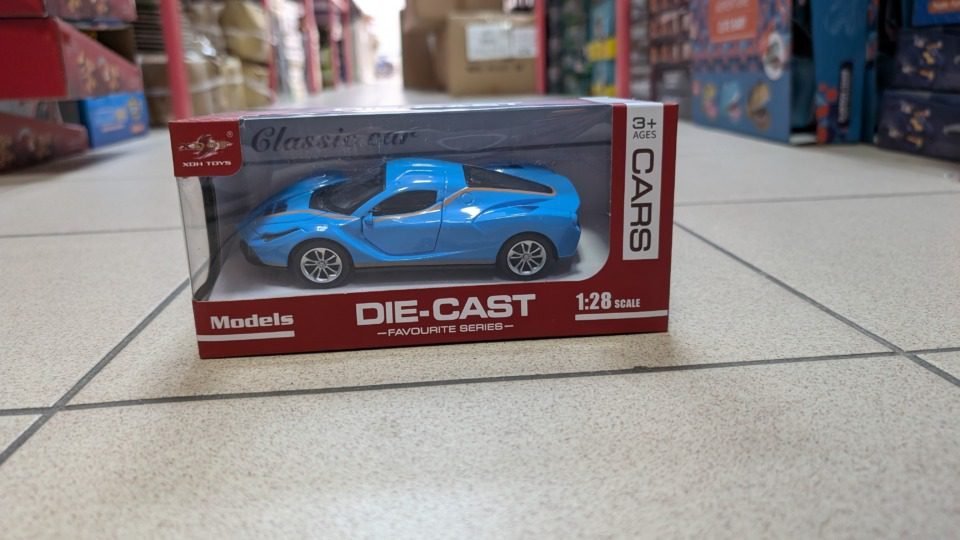 XDH TOYS
®
Classic car
3+
AGES
CARS
Models
DIE-CAST
FAVOURITE SERIES
1:28 SCALE